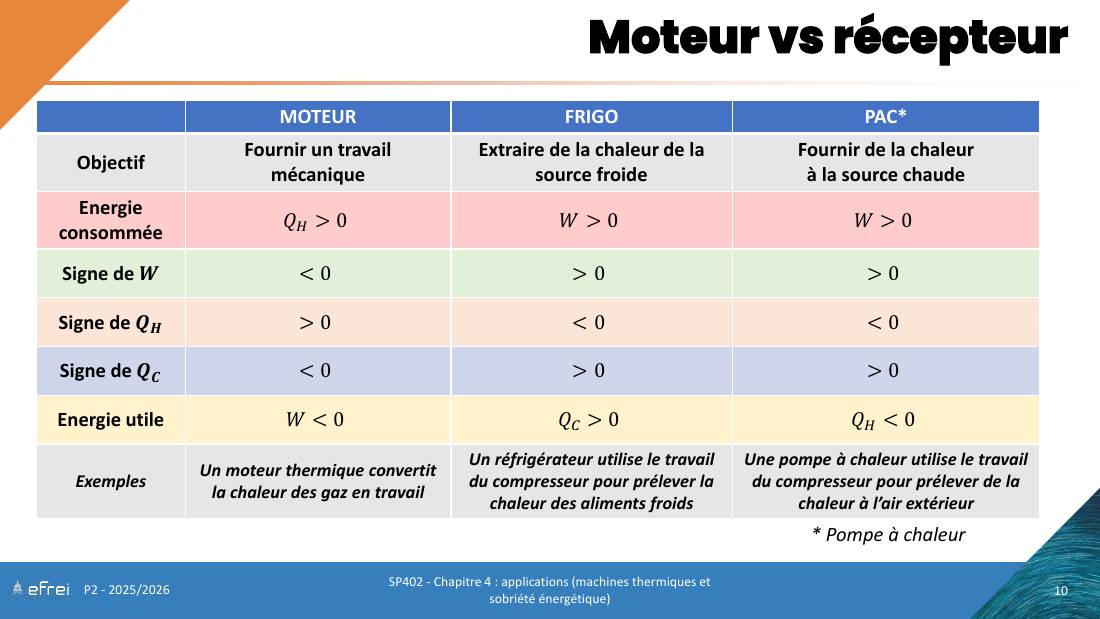 Moteur vs récepteur
MOTEUR
FRIGO
PAC*
Objectif
Fournir un travail
mécanique
Extraire de la chaleur de la
source froide
Fournir de la chaleur
à la source chaude
Energie
consommée
Q_H > 0
W > 0
W > 0
Signe de W
< 0
> 0
> 0
Signe de Q_H
> 0
< 0
< 0
Signe de Q_C
< 0
> 0
> 0
Energie utile
W < 0
Q_C > 0
Q_H < 0
Exemples
Un moteur thermique convertit
la chaleur des gaz en travail
Un réfrigérateur utilise le travail
du compresseur pour prélever la
chaleur des aliments froids
Une pompe à chaleur utilise le travail
du compresseur pour prélever de la
chaleur à l’air extérieur
* Pompe à chaleur
efrei
P2 - 2025/2026
SP402 - Chapitre 4 : applications (machines thermiques et
sobriété énergétique)
10